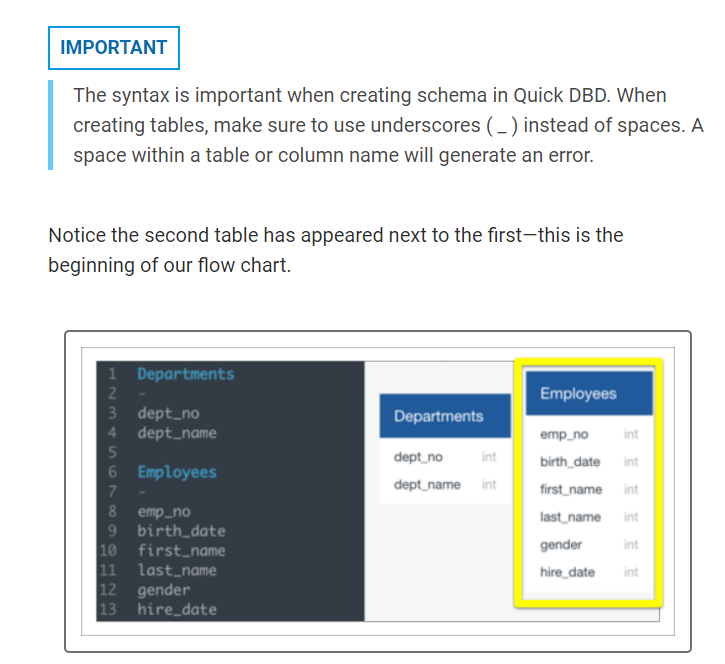 IMPORTANT
The syntax is important when creating schema in Quick DBD. When
creating tables, make sure to use underscores ( _ ) instead of spaces. A
space within a table or column name will generate an error.
Notice the second table has appeared next to the first—this is the
beginning of our flow chart.
1 Departments
2 -
3 dept_no
4 dept_name
5
6 Employees
7 -
8 emp_no
9 birth_date
10 first_name
11 last_name
12 gender
13 hire_date
Departments
dept_no int
dept_name int
Employees
emp_no int
birth_date int
first_name int
last_name int
gender int
hire_date int